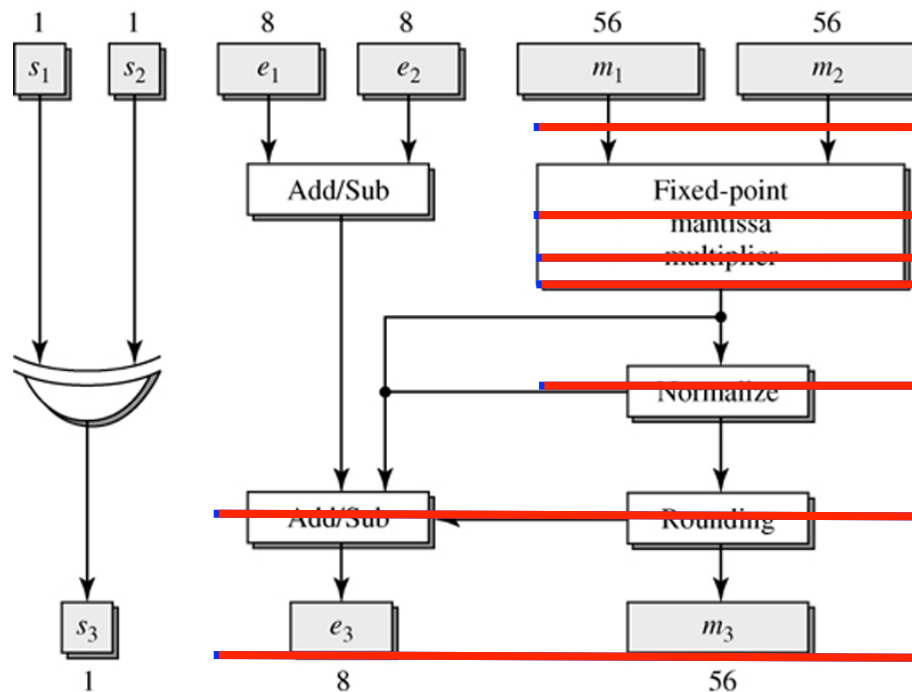 1 1 8 8 56 56
s1 s2 e1 e2 m1 m2
Add/Sub
Fixed-point
mantissa
multiplier
Normalize
Add/Sub Rounding
s3 e3 m3
1 8 56